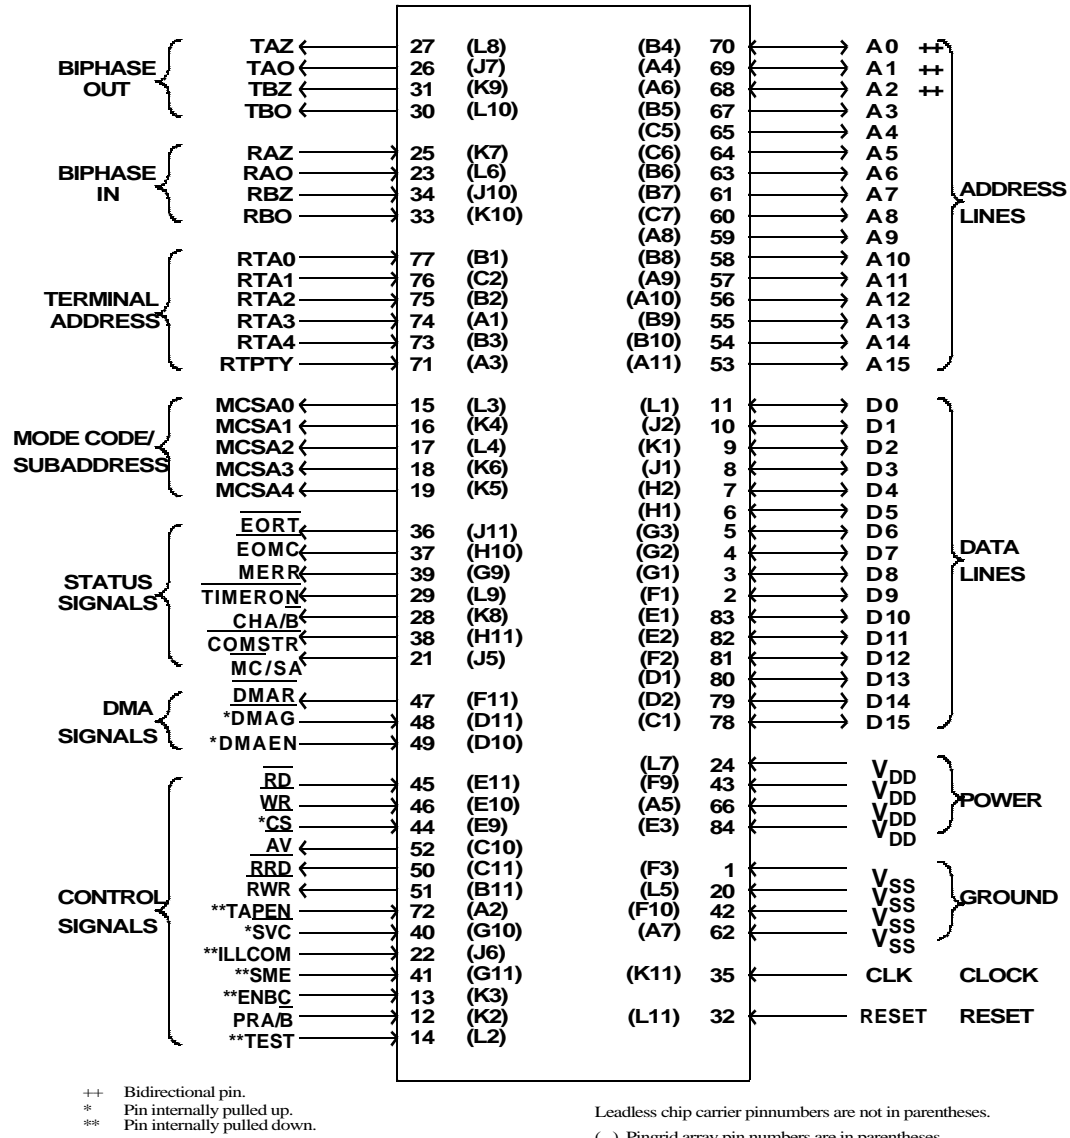 BIPHASE OUT
TAZ 27 (L8)
TAO 26 (J7)
TBZ 31 (K9)
TBO 30 (L10)
BIPHASE IN
RAZ 25 (K7)
RAO 23 (L6)
RBZ 34 (J10)
RBO 33 (K10)
TERMINAL ADDRESS
RTA0 77 (B1)
RTA1 76 (C2)
RTA2 75 (B2)
RTA3 74 (A1)
RTA4 73 (B3)
RTPTY 71 (A3)
MODE CODE/ SUBADDRESS
MCSA0 15 (L3)
MCSA1 16 (K4)
MCSA2 17 (L4)
MCSA3 18 (K6)
MCSA4 19 (K5)
STATUS SIGNALS
EORT 36 (J11)
EOMC 37 (H10)
MERR 39 (G9)
TIMERON 29 (L9)
CHA/B 28 (K8)
COMSTR 38 (H11)
MC/SA 21 (J5)
DMA SIGNALS
DMAR 47 (F11)
*DMAG 48 (D11)
*DMAEN 49 (D10)
CONTROL SIGNALS
RD 45 (E11)
WR 46 (E10)
*CS 44 (E9)
AV 52 (C10)
RRD 50 (C11)
RWR 51 (B11)
**TAPEN 72 (A2)
*SVC 40 (G10)
**ILLCOM 22 (J6)
**SME 41 (G11)
**ENBC 13 (K3)
PRA/B 12 (K2)
**TEST 14 (L2)
(B4) 70 A0 ++
(A4) 69 A1 ++
(A6) 68 A2 ++
(B5) 67 A3
(C5) 65 A4
(C6) 64 A5
(B6) 63 A6
(B7) 61 A7
(C7) 60 A8
(A8) 59 A9
(B8) 58 A10
(A9) 57 A11
(A10) 56 A12
(B9) 55 A13
(B10) 54 A14
(A11) 53 A15
ADDRESS LINES
(L1) 11 D0
(J2) 10 D1
(K1) 9 D2
(J1) 8 D3
(H2) 7 D4
(H1) 6 D5
(G3) 5 D6
(G2) 4 D7
(G1) 3 D8
(F1) 2 D9
(E1) 83 D10
(E2) 82 D11
(F2) 81 D12
(D1) 80 D13
(D2) 79 D14
(C1) 78 D15
DATA LINES
(L7) 24 VDD
(F9) 43 VDD
(A5) 66 VDD
(E3) 84 VDD
POWER
(F3) 1 VSS
(L5) 20 VSS
(F10) 42 VSS
(A7) 62 VSS
GROUND
(K11) 35 CLK CLOCK
(L11) 32 RESET RESET
++ Bidirectional pin.
* Pin internally pulled up.
** Pin internally pulled down.
Leadless chip carrier pinnumbers are not in parentheses.
( ) Pingrid array pin numbers are in parentheses